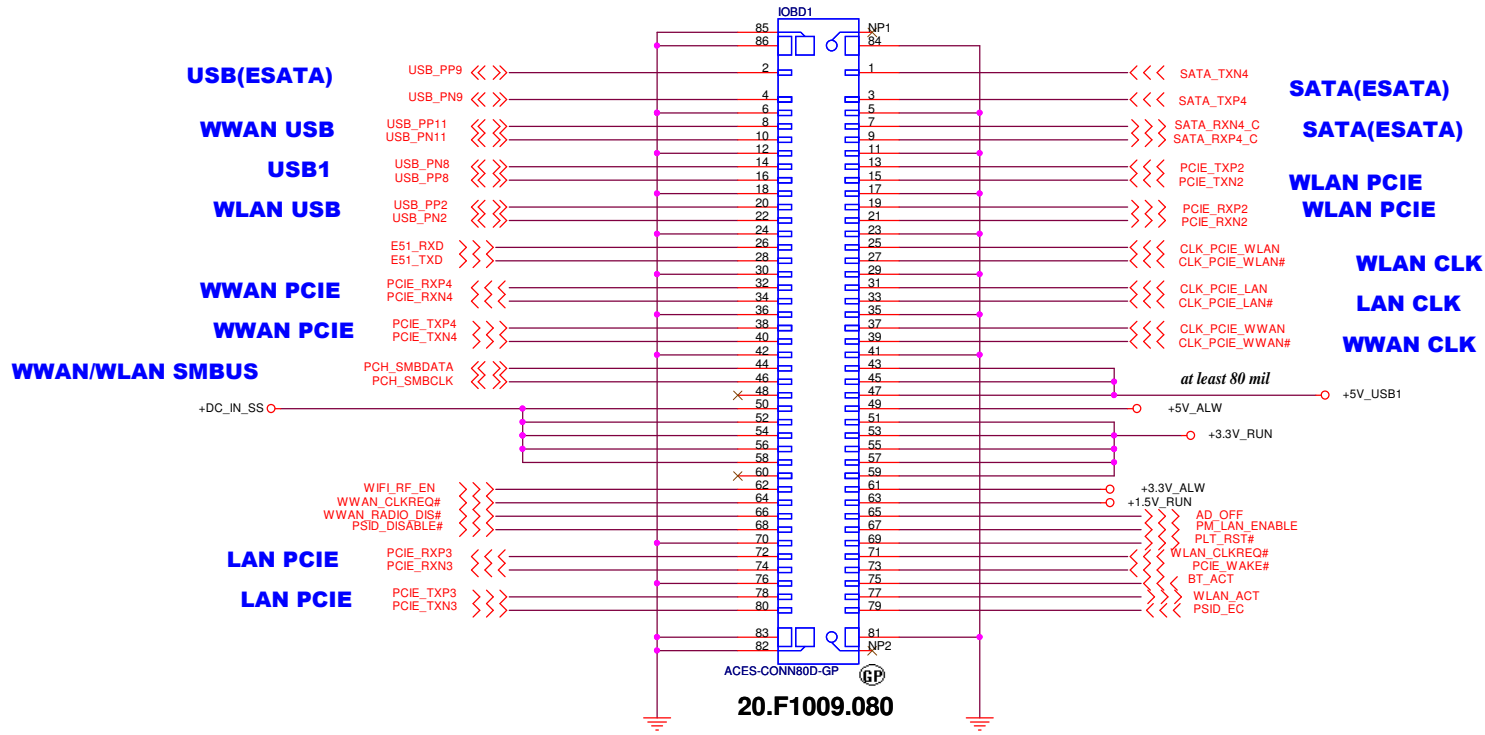 IOBD1
85 NP1
86 84
USB(ESATA) USB_PP9 2 1 SATA_TXN4
USB_PN9 4 3 SATA_TXP4 SATA(ESATA)
6 5
WWAN USB USB_PP11 8 7 SATA_RXN4_C SATA(ESATA)
USB_PN11 10 9 SATA_RXP4_C
12 11
USB1 USB_PN8 14 13 PCIE_TXP2
USB_PP8 16 15 PCIE_TXN2 WLAN PCIE
18 17
WLAN USB USB_PP2 20 19 PCIE_RXP2 WLAN PCIE
USB_PN2 22 21 PCIE_RXN2
24 23
E51_RXD 26 25 CLK_PCIE_WLAN
E51_TXD 28 27 CLK_PCIE_WLAN# WLAN CLK
30 29
WWAN PCIE PCIE_RXP4 32 31 CLK_PCIE_LAN
PCIE_RXN4 34 33 CLK_PCIE_LAN# LAN CLK
36 35
WWAN PCIE PCIE_TXP4 38 37 CLK_PCIE_WWAN
PCIE_TXN4 40 39 CLK_PCIE_WWAN# WWAN CLK
42 41
WWAN/WLAN SMBUS PCH_SMBDATA 44 43
PCH_SMBCLK 46 45 at least 80 mil
48 47 +5V_USB1
+DC_IN_SS 50 49 +5V_ALW
52 51
54 53 +3.3V_RUN
56 55
58 57
60 59
WIFI_RF_EN 62 61 +3.3V_ALW
WWAN_CLKREQ# 64 63 +1.5V_RUN
WWAN_RADIO_DIS# 66 65 AD_OFF
PSID_DISABLE# 68 67 PM_LAN_ENABLE
70 69 PLT_RST#
LAN PCIE PCIE_RXP3 72 71 WLAN_CLKREQ#
PCIE_RXN3 74 73 PCIE_WAKE#
76 75 BT_ACT
LAN PCIE PCIE_TXP3 78 77 WLAN_ACT
PCIE_TXN3 80 79 PSID_EC
83 81
82 NP2
ACES-CONN80D-GP GP
20.F1009.080